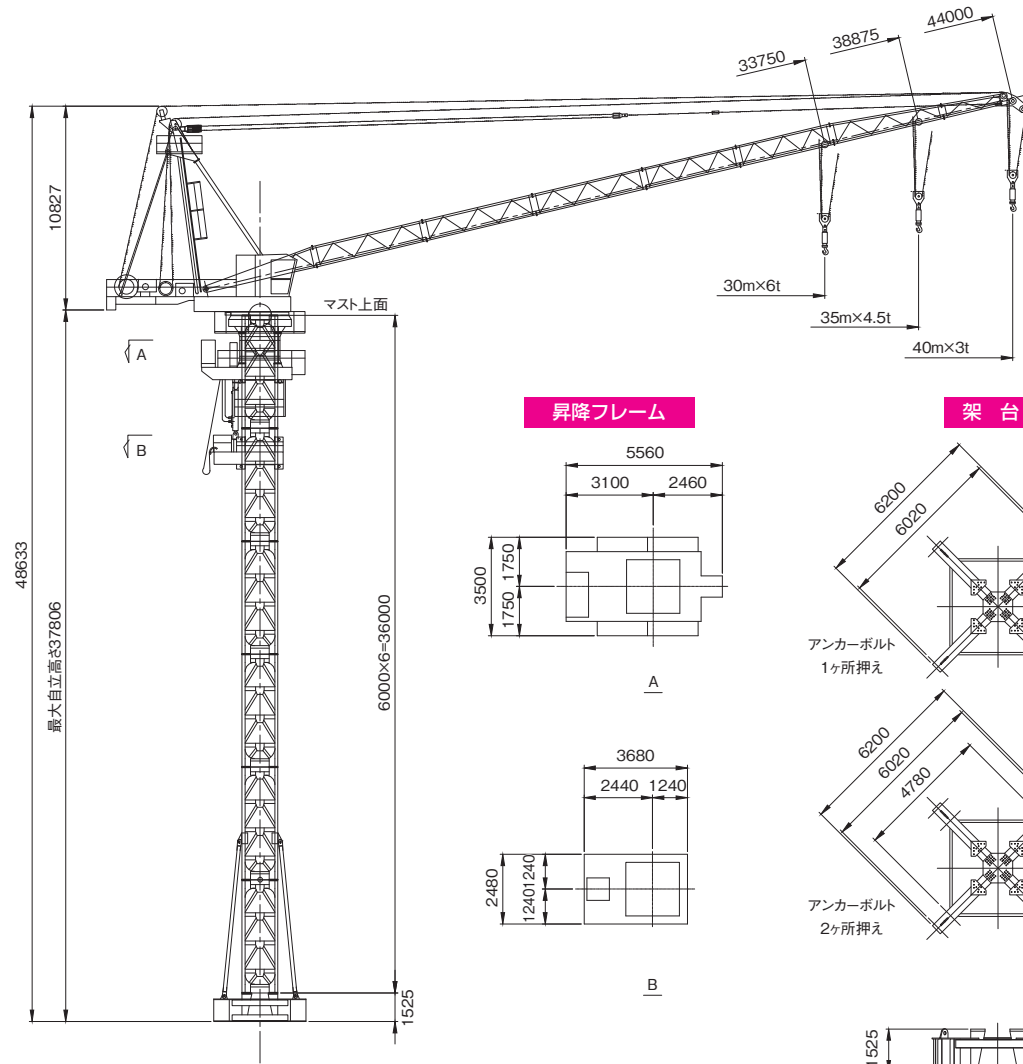 44000
38875
33750
10827
30m×6t
マスト上面
35m×4.5t
A
40m×3t
昇降フレーム
架 台
B
5560
3100
2460
6200
6020
3500
1750
1750
48633
最大自立高さ37806
6000×6=36000
アンカーボルト
1ヶ所押え
A
6200
6020
4780
3680
2440
1240
2480
1240
1240
アンカーボルト
2ヶ所押え
B
1525
1525